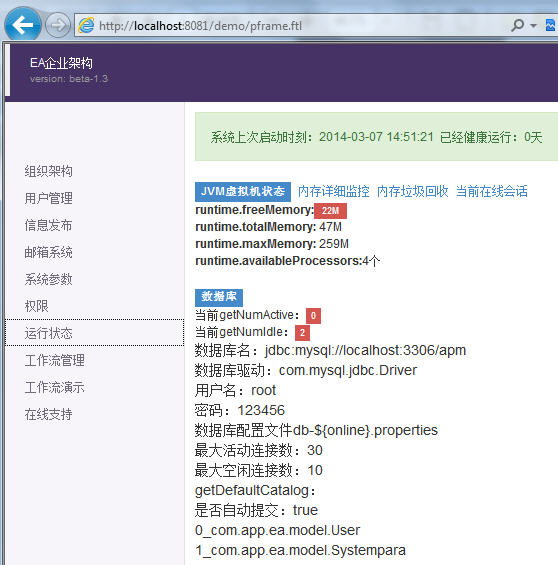 http://localhost:8081/demo/pframe.ftl
EA企业架构
version: beta-1.3
组织架构
用户管理
信息发布
邮箱系统
系统参数
权限
运行状态
工作流管理
工作流演示
在线支持
系统上次启动时刻：2014-03-07 14:51:21 已经健康运行：0天
JVM虚拟机状态 内存详细监控 内存垃圾回收 当前在线会话
runtime.freeMemory: 22M
runtime.totalMemory: 47M
runtime.maxMemory: 259M
runtime.availableProcessors:4个
数据库
当前getNumActive： 0
当前getNumIdle： 2
数据库名：jdbc:mysql://localhost:3306/apm
数据库驱动：com.mysql.jdbc.Driver
用户名：root
密码：123456
数据库配置文件db-${online}.properties
最大活动连接数：30
最大空闲连接数：10
getDefaultCatalog：
是否自动提交：true
0_com.app.ea.model.User
1_com.app.ea.model.Systempara